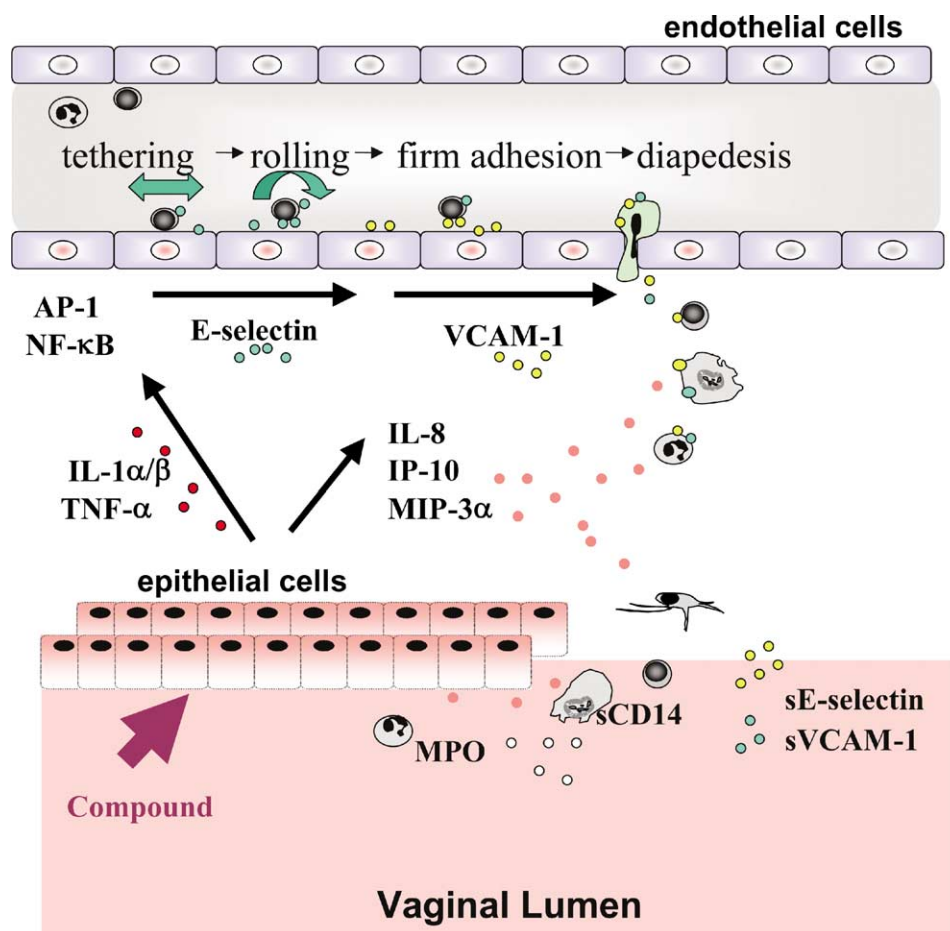 endothelial cells
tethering → rolling → firm adhesion → diapedesis
AP-1
NF-κB
E-selectin
VCAM-1
IL-1α/β
TNF-α
IL-8
IP-10
MIP-3α
epithelial cells
sCD14
MPO
sE-selectin
sVCAM-1
Compound
Vaginal Lumen